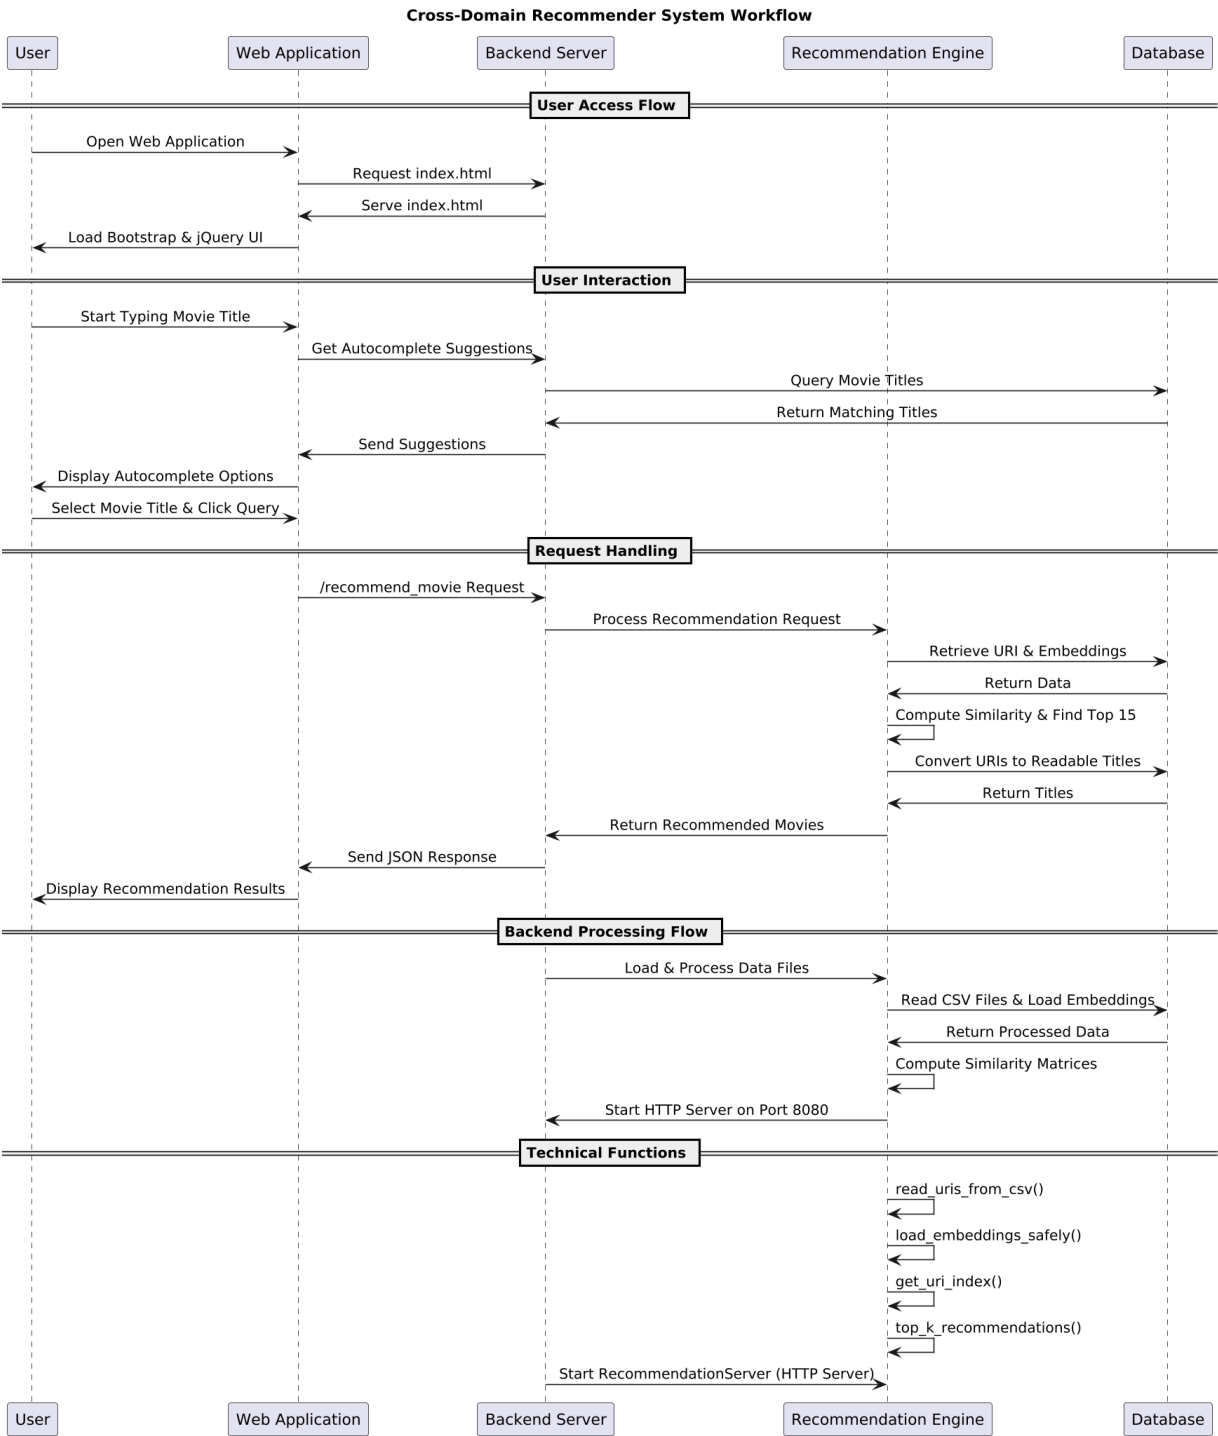 Cross-Domain Recommender System Workflow
User Web Application Backend Server Recommendation Engine Database
User Access Flow
Open Web Application
Request index.html
Serve index.html
Load Bootstrap & jQuery UI
User Interaction
Start Typing Movie Title
Get Autocomplete Suggestions
Query Movie Titles
Return Matching Titles
Send Suggestions
Display Autocomplete Options
Select Movie Title & Click Query
Request Handling
/recommend_movie Request
Process Recommendation Request
Retrieve URI & Embeddings
Return Data
Compute Similarity & Find Top 15
Convert URIs to Readable Titles
Return Titles
Return Recommended Movies
Send JSON Response
Display Recommendation Results
Backend Processing Flow
Load & Process Data Files
Read CSV Files & Load Embeddings
Return Processed Data
Compute Similarity Matrices
Start HTTP Server on Port 8080
Technical Functions
read_uris_from_csv()
load_embeddings_safely()
get_uri_index()
top_k_recommendations()
Start RecommendationServer (HTTP Server)
User Web Application Backend Server Recommendation Engine Database